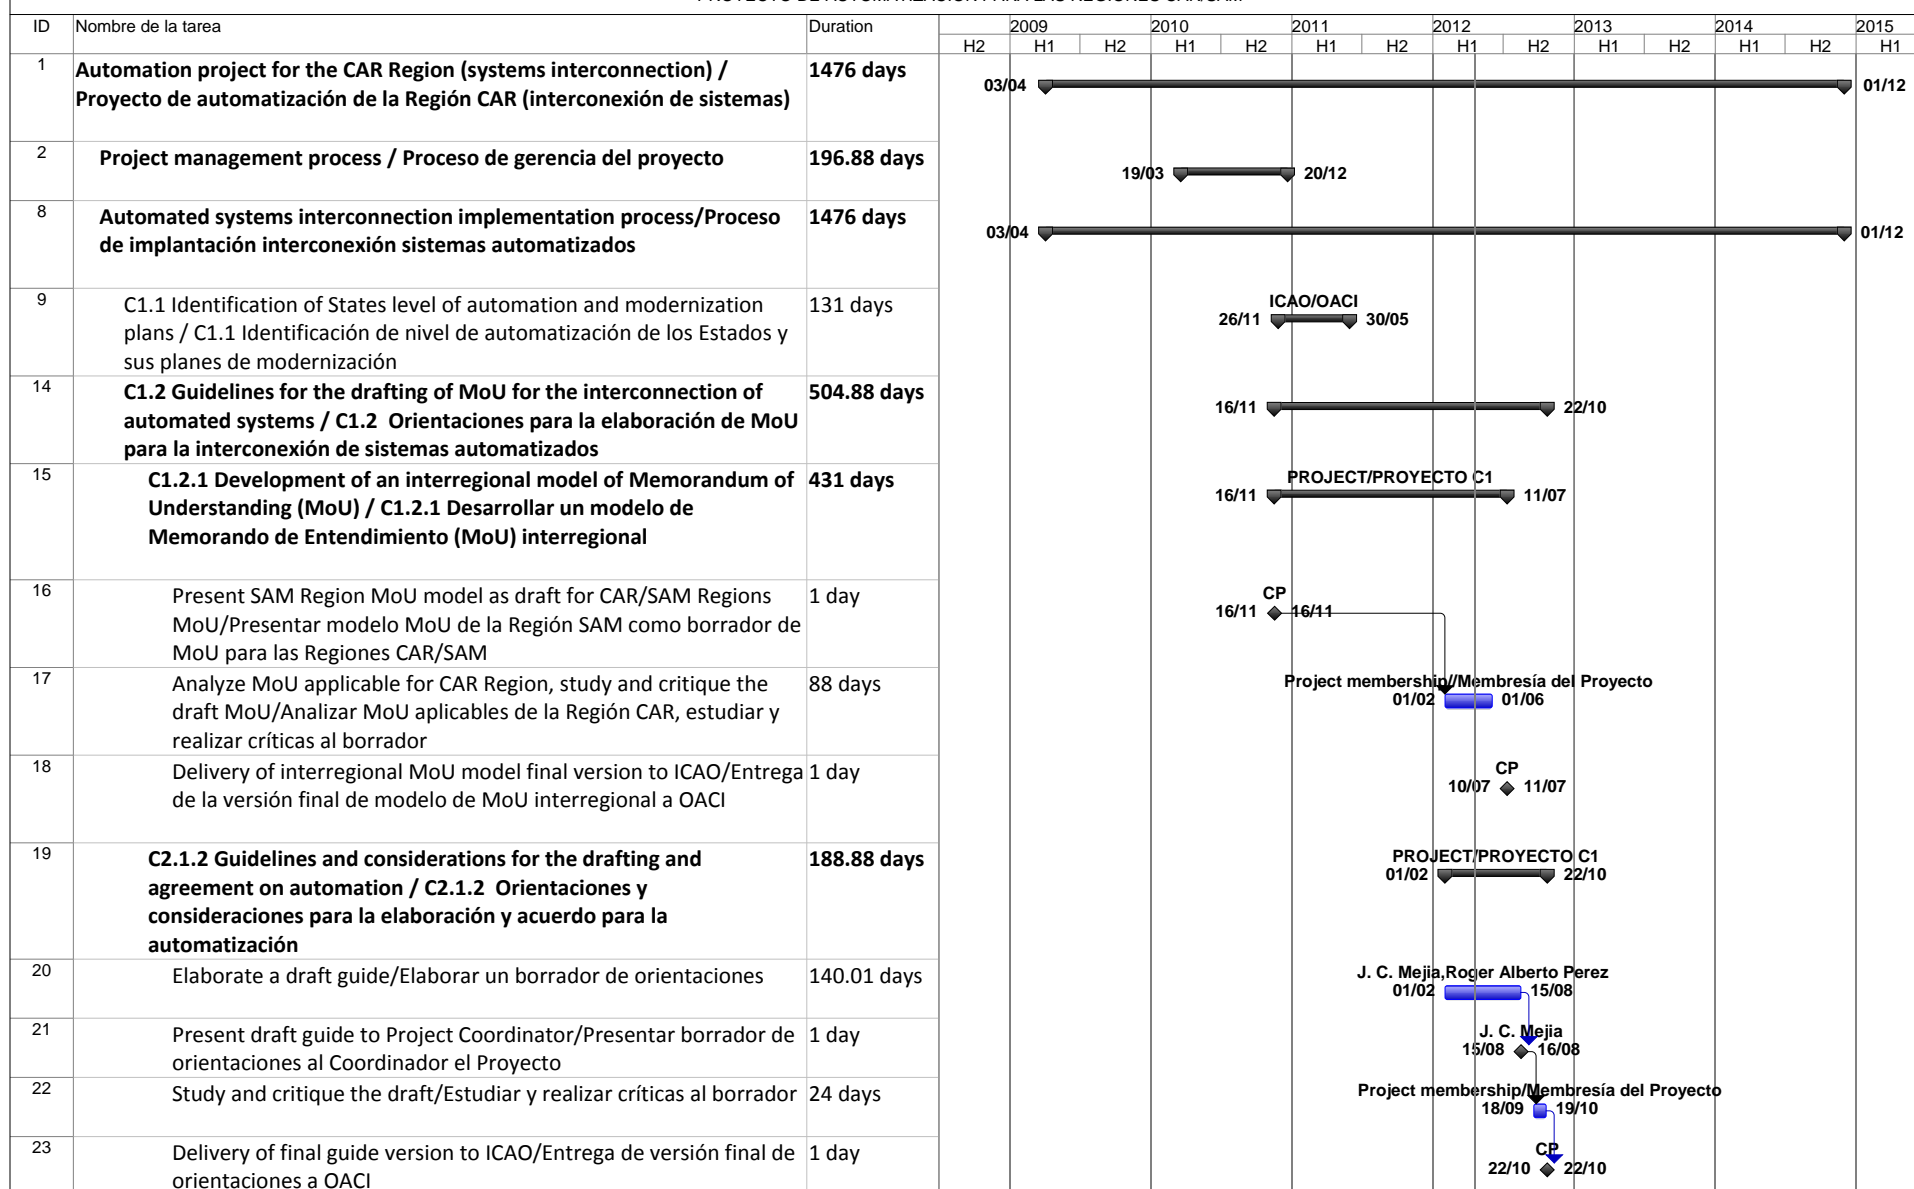 PROYECTO DE AUTOMATIZACIÓN PARA LAS REGIONES CAR/SAM
ID Nombre de la tarea Duration 2009 2010 2011 2012 2013 2014 2015
H2 H1 H2 H1 H2 H1 H2 H1 H2 H1 H2 H1 H2 H1
1 Automation project for the CAR Region (systems interconnection) / 1476 days
Proyecto de automatización de la Región CAR (interconexión de sistemas)
03/04 01/12
2 Project management process / Proceso de gerencia del proyecto 196.88 days
19/03 20/12
8 Automated systems interconnection implementation process/Proceso 1476 days
de implantación interconexión sistemas automatizados
03/04 01/12
9 C1.1 Identification of States level of automation and modernization 131 days
plans / C1.1 Identificación de nivel de automatización de los Estados y
sus planes de modernización
ICAO/OACI
26/11 30/05
14 C1.2 Guidelines for the drafting of MoU for the interconnection of 504.88 days
automated systems / C1.2 Orientaciones para la elaboración de MoU
para la interconexión de sistemas automatizados
16/11 22/10
15 C1.2.1 Development of an interregional model of Memorandum of 431 days
Understanding (MoU) / C1.2.1 Desarrollar un modelo de
Memorando de Entendimiento (MoU) interregional
PROJECT/PROYECTO C1
16/11 11/07
16 Present SAM Region MoU model as draft for CAR/SAM Regions 1 day
MoU/Presentar modelo MoU de la Región SAM como borrador de
MoU para las Regiones CAR/SAM
CP
16/11 16/11
17 Analyze MoU applicable for CAR Region, study and critique the 88 days
draft MoU/Analizar MoU aplicables de la Región CAR, estudiar y
realizar críticas al borrador
Project membership//Membresía del Proyecto
01/02 01/06
18 Delivery of interregional MoU model final version to ICAO/Entrega 1 day
de la versión final de modelo de MoU interregional a OACI
CP
10/07 11/07
19 C2.1.2 Guidelines and considerations for the drafting and 188.88 days
agreement on automation / C2.1.2 Orientaciones y
consideraciones para la elaboración y acuerdo para la
automatización
PROJECT/PROYECTO C1
01/02 22/10
20 Elaborate a draft guide/Elaborar un borrador de orientaciones 140.01 days
J. C. Mejia,Roger Alberto Perez
01/02 15/08
21 Present draft guide to Project Coordinator/Presentar borrador de 1 day
orientaciones al Coordinador el Proyecto
J. C. Mejia
15/08 16/08
22 Study and critique the draft/Estudiar y realizar críticas al borrador 24 days
Project membership/Membresía del Proyecto
18/09 19/10
23 Delivery of final guide version to ICAO/Entrega de versión final de 1 day
orientaciones a OACI
CP
22/10 22/10